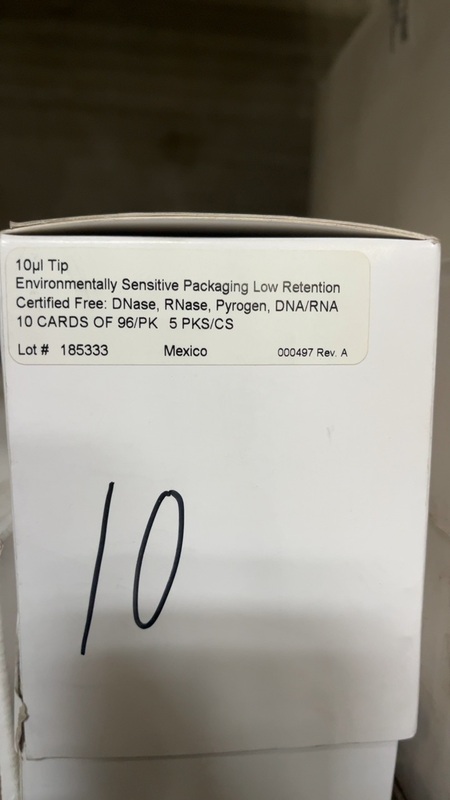 10µl Tip
Environmentally Sensitive Packaging Low Retention
Certified Free: DNase, RNase, Pyrogen, DNA/RNA
10 CARDS OF 96/PK 5 PKS/CS
Lot # 185333 Mexico 000497 Rev. A
10